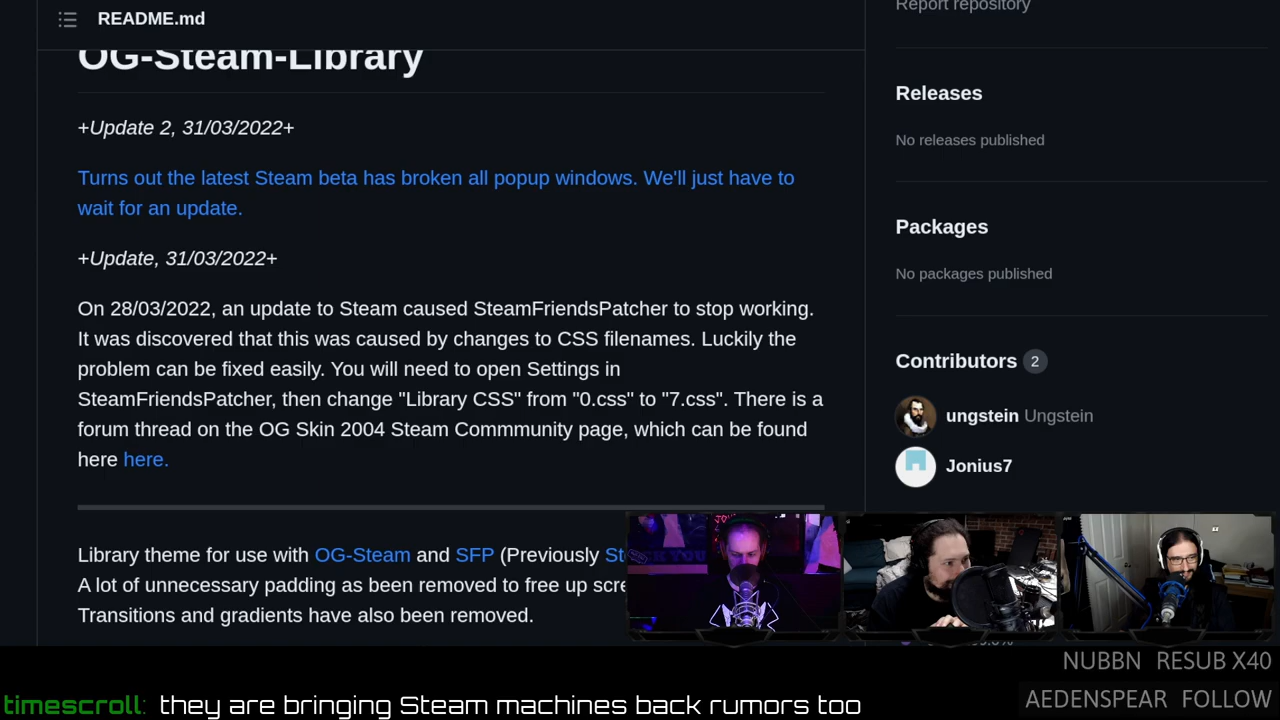 README.md
Report repository
OG-Steam-Library
+Update 2, 31/03/2022+
Turns out the latest Steam beta has broken all popup windows. We'll just have to
wait for an update.
+Update, 31/03/2022+
On 28/03/2022, an update to Steam caused SteamFriendsPatcher to stop working.
It was discovered that this was caused by changes to CSS filenames. Luckily the
problem can be fixed easily. You will need to open Settings in
SteamFriendsPatcher, then change "Library CSS" from "0.css" to "7.css". There is a
forum thread on the OG Skin 2004 Steam Commmunity page, which can be found
here here.
Library theme for use with OG-Steam and SFP (Previously St
A lot of unnecessary padding as been removed to free up scre
Transitions and gradients have also been removed.
Releases
No releases published
Packages
No packages published
Contributors 2
ungstein Ungstein
Jonius7
NUBBN RESUB X40
AEDENSPEAR FOLLOW
timescroll: they are bringing Steam machines back rumors too